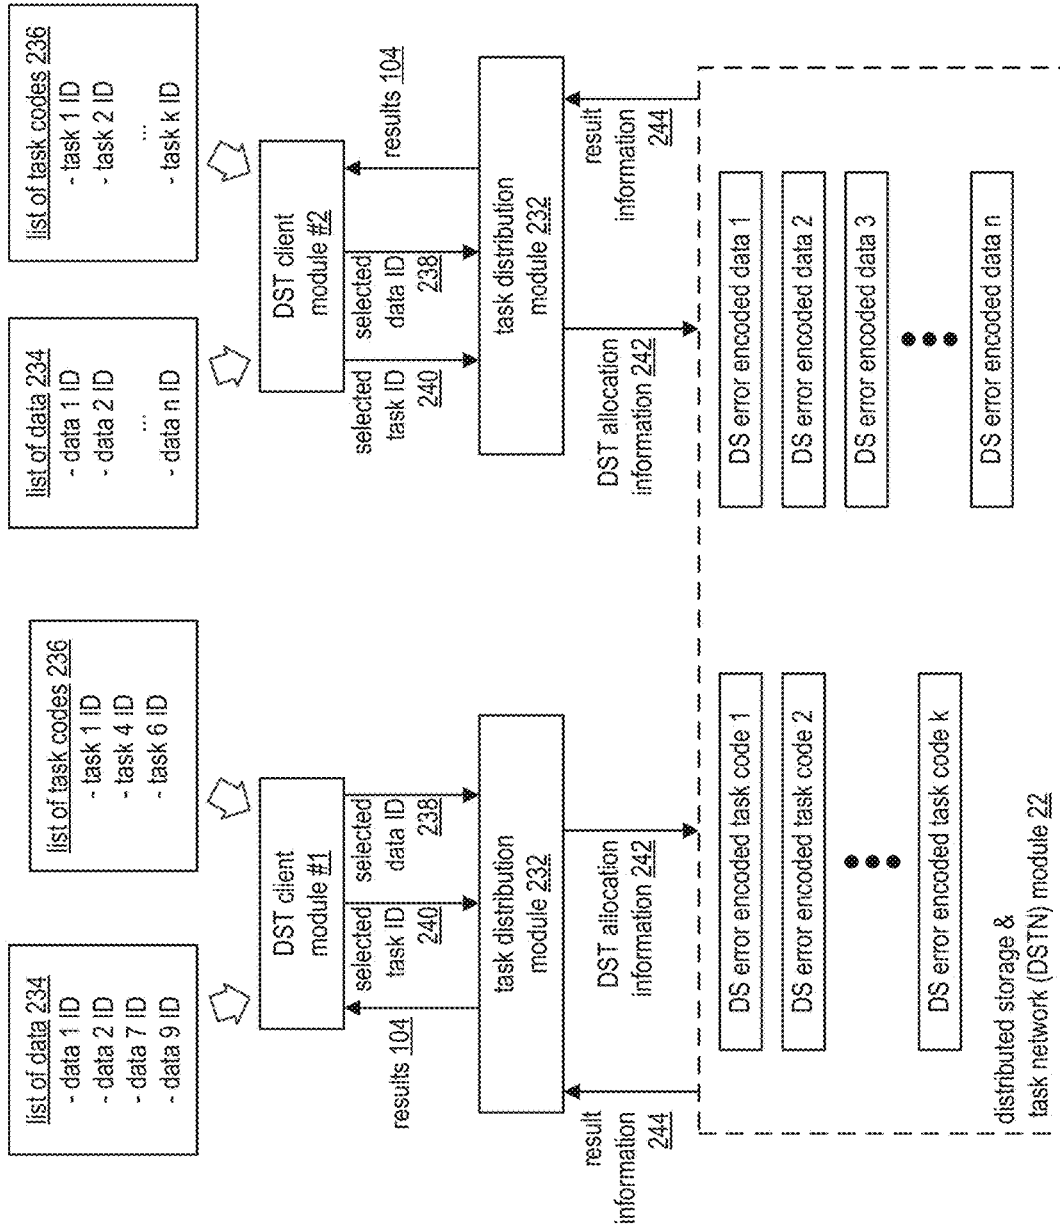 list of data 234
- data 1 ID
- data 2 ID
- data 7 ID
- data 9 ID
list of task codes 236
- task 1 ID
- task 4 ID
- task 6 ID
list of data 234
- data 1 ID
- data 2 ID
...
- data n ID
list of task codes 236
- task 1 ID
- task 2 ID
...
- task k ID
DST client
module #1
DST client
module #2
results 104
selected
task ID
240
selected
data ID
238
selected
task ID
240
selected
data ID
238
results 104
task distribution
module 232
task distribution
module 232
result
information
244
DST allocation
information 242
DST allocation
information 242
result
information
244
DS error encoded task code 1
DS error encoded task code 2
DS error encoded task code k
DS error encoded data 1
DS error encoded data 2
DS error encoded data 3
DS error encoded data n
distributed storage &
task network (DSTN) module 22